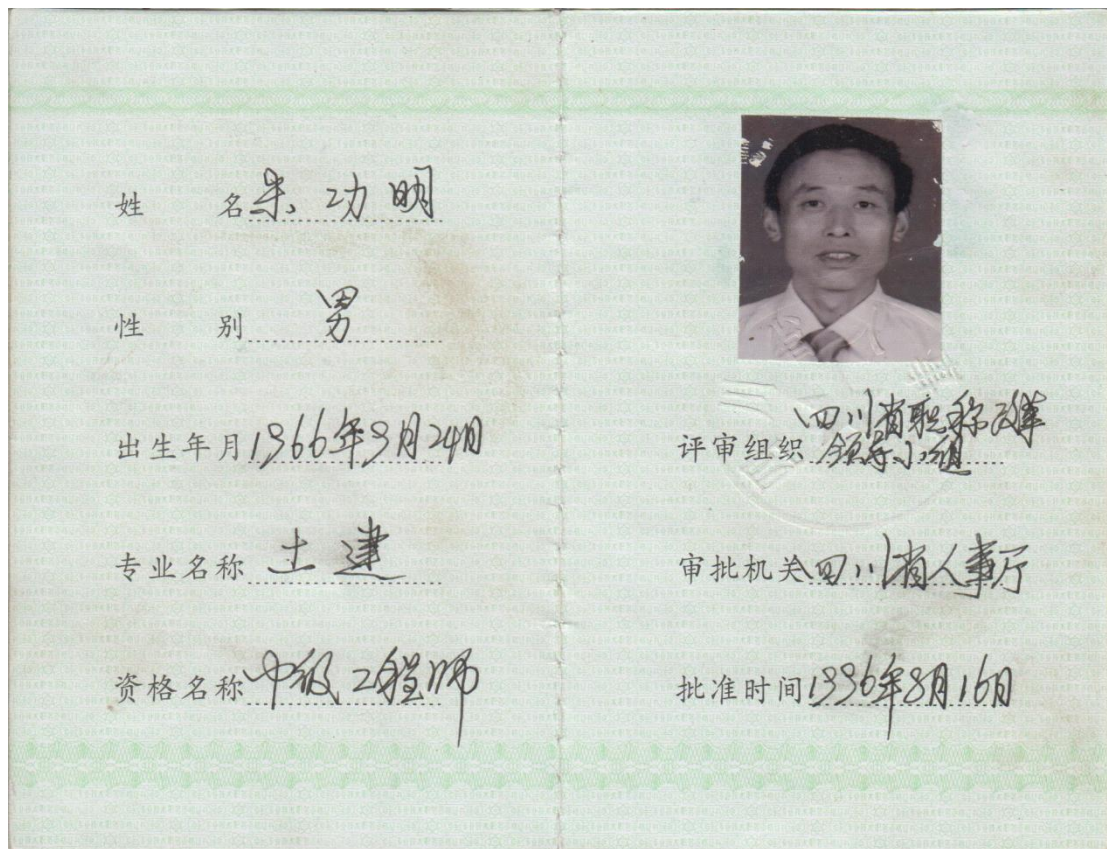 姓 名 朱功明
性 别 男
出生年月 1966年9月24日
专业名称 土建
资格名称 中级工程师
评审组织 四川省职称改革
领导小组
审批机关 四川省人事厅
批准时间 1996年8月16日